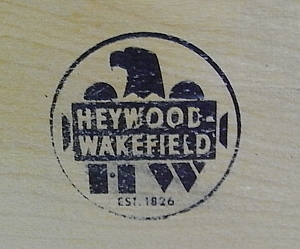 HEYWOOD-
WAKEFIELD
H W
EST. 1826